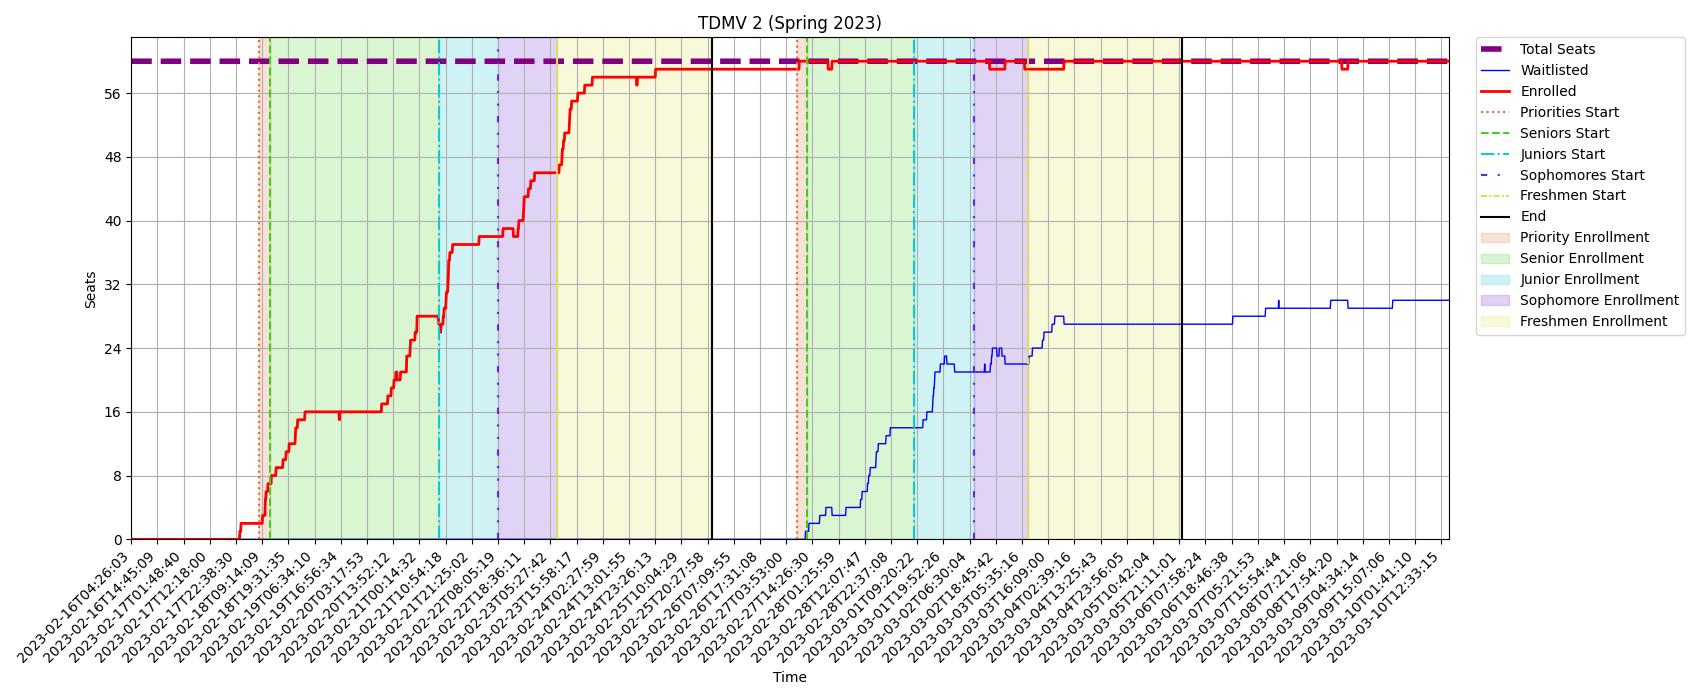 TDMV 2 (Spring 2023)
Seats
56
48
40
32
24
16
8
0
2023-02-16T04:26:03
2023-02-16T14:45:09
2023-02-17T01:48:40
2023-02-17T12:18:00
2023-02-17T22:38:30
2023-02-18T09:14:09
2023-02-18T19:31:35
2023-02-19T06:34:10
2023-02-19T16:56:34
2023-02-20T03:17:53
2023-02-20T13:52:12
2023-02-21T00:14:32
2023-02-21T10:54:18
2023-02-21T21:25:02
2023-02-22T08:05:19
2023-02-22T18:36:11
2023-02-23T05:27:42
2023-02-23T15:58:17
2023-02-24T02:27:59
2023-02-24T13:01:55
2023-02-24T23:26:13
2023-02-25T10:04:29
2023-02-25T20:27:58
2023-02-26T07:09:55
2023-02-26T17:31:08
2023-02-27T03:53:00
2023-02-27T14:26:30
2023-02-28T01:25:59
2023-02-28T12:07:47
2023-02-28T22:37:08
2023-03-01T09:20:22
2023-03-01T19:52:26
2023-03-02T06:30:04
2023-03-02T18:45:42
2023-03-03T05:35:16
2023-03-03T16:09:00
2023-03-04T02:39:16
2023-03-04T13:25:43
2023-03-04T23:56:05
2023-03-05T10:42:04
2023-03-05T21:11:01
2023-03-06T07:58:24
2023-03-06T18:46:38
2023-03-07T05:21:53
2023-03-07T15:54:44
2023-03-08T07:21:06
2023-03-08T17:54:20
2023-03-09T04:34:14
2023-03-09T15:07:06
2023-03-10T01:41:10
2023-03-10T12:33:15
Time
Total Seats
Waitlisted
Enrolled
Priorities Start
Seniors Start
Juniors Start
Sophomores Start
Freshmen Start
End
Priority Enrollment
Senior Enrollment
Junior Enrollment
Sophomore Enrollment
Freshmen Enrollment